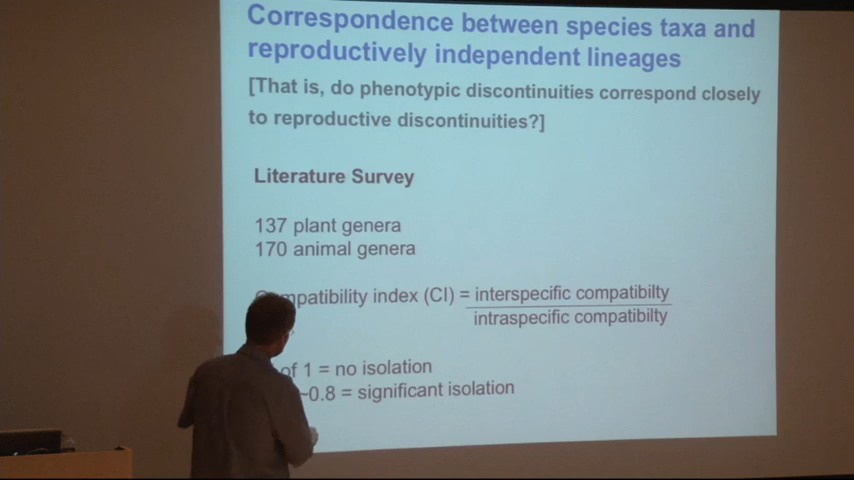 Correspondence between species taxa and
reproductively independent lineages
[That is, do phenotypic discontinuities correspond closely
to reproductive discontinuities?]
Literature Survey
137 plant genera
170 animal genera
patibility index (CI) = interspecific compatibilty
intraspecific compatibilty
of 1 = no isolation
~0.8 = significant isolation